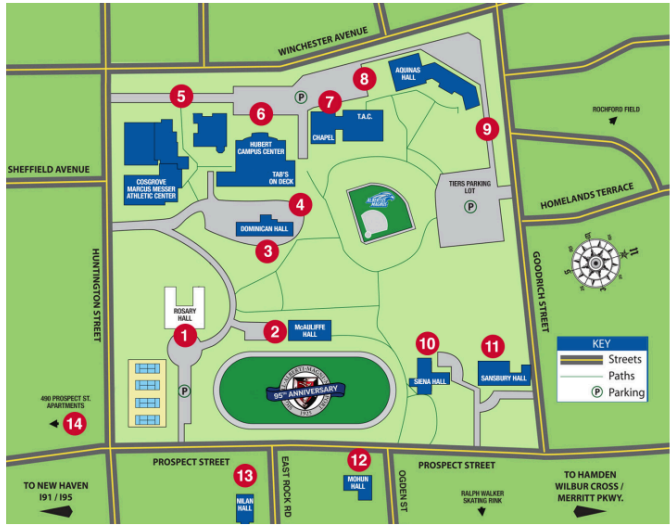 WINCHESTER AVENUE
8
AQUINAS
HALL
5
P
7
6
T.A.C.
CHAPEL
HUBERT
CAMPUS CENTER
TAB'S
ON DECK
9
ROCHFORD FIELD
SHEFFIELD AVENUE
COSGROVE
MARCUS MESSER
ATHLETIC CENTER
TIERS PARKING
LOT
P
HOMELANDS TERRACE
4
DOMINICAN HALL
3
ALBERTUS
MAGNUS
HUNTINGTON STREET
GOODRICH STREET
N
ROSARY
HALL
1
2
McAULIFFE
HALL
10
11
SIENA HALL
SANSBURY HALL
KEY
Streets
Paths
P
Parking
P
95TH ANNIVERSARY
1925
490 PROSPECT ST.
APARTMENTS
14
PROSPECT STREET
PROSPECT STREET
13
12
TO NEW HAVEN
I91 / I95
NILAN
HALL
EAST ROCK RD
MOHUN
HALL
OGDEN ST
RALPH WALKER
SKATING RINK
TO HAMDEN
WILBUR CROSS /
MERRITT PKWY.